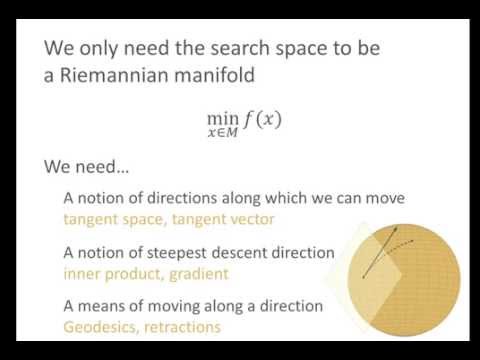 We only need the search space to be
a Riemannian manifold
min f(x)
x∈M
We need…
A notion of directions along which we can move
tangent space, tangent vector
A notion of steepest descent direction
inner product, gradient
A means of moving along a direction
Geodesics, retractions